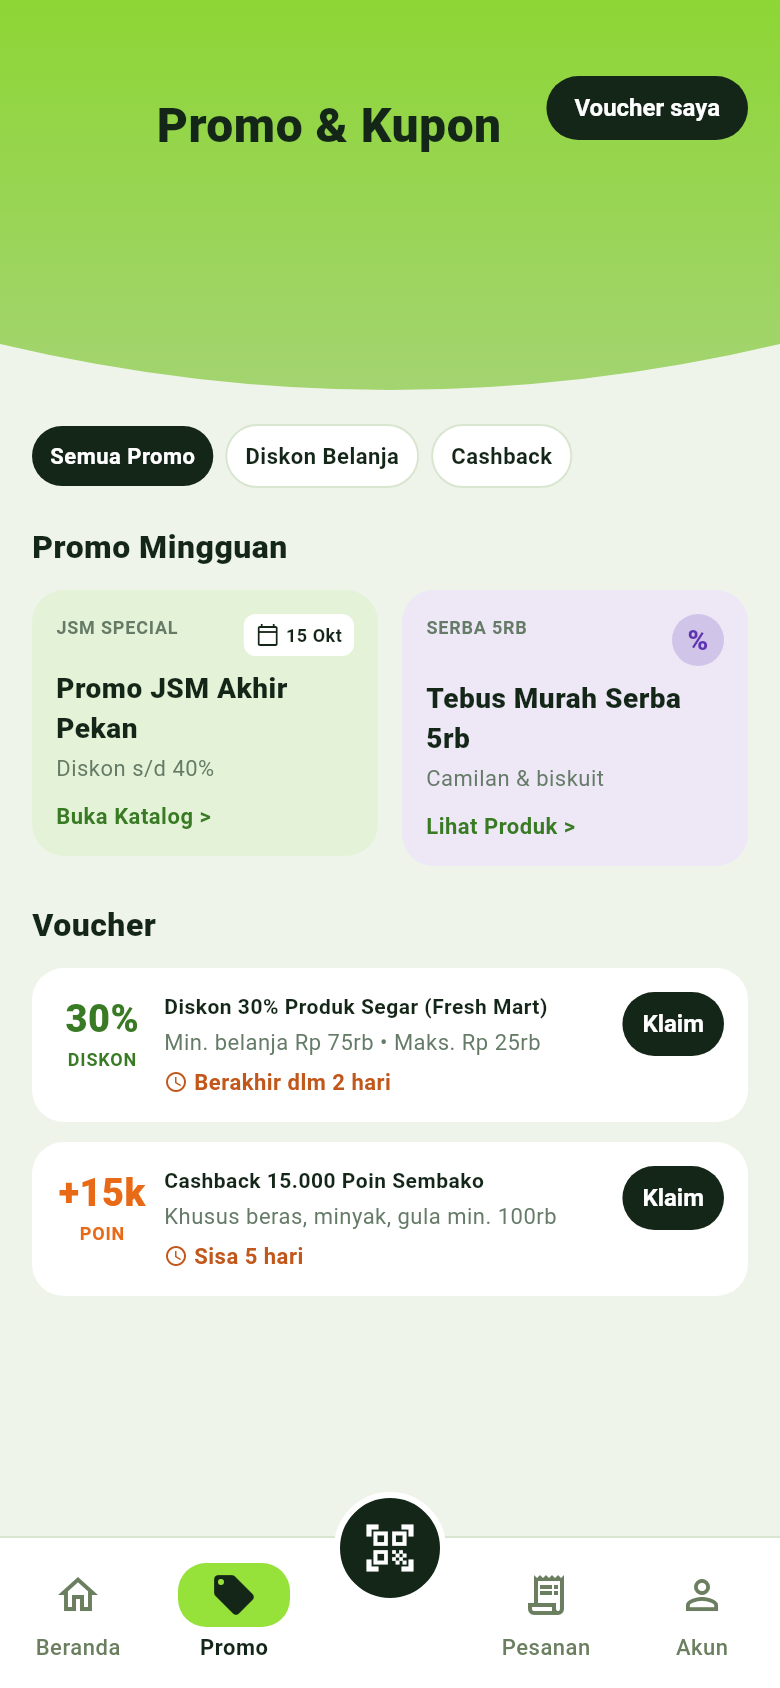 Promo & Kupon
Voucher saya
Semua Promo
Diskon Belanja
Cashback
Promo Mingguan
JSM SPECIAL
15 Okt
Promo JSM Akhir
Pekan
Diskon s/d 40%
Buka Katalog >
SERBA 5RB
%
Tebus Murah Serba
5rb
Camilan & biskuit
Lihat Produk >
Voucher
30%
DISKON
Diskon 30% Produk Segar (Fresh Mart)
Min. belanja Rp 75rb • Maks. Rp 25rb
Berakhir dlm 2 hari
Klaim
+15k
POIN
Cashback 15.000 Poin Sembako
Khusus beras, minyak, gula min. 100rb
Sisa 5 hari
Klaim
Beranda
Promo
Pesanan
Akun